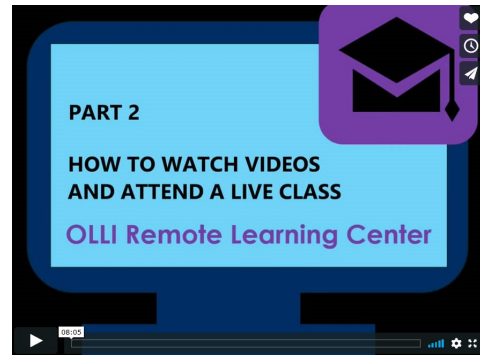 PART 2
HOW TO WATCH VIDEOS
AND ATTEND A LIVE CLASS
OLLI Remote Learning Center
08:05